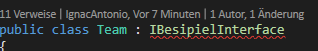 11 Verweise | IgnacAntonio, Vor 7 Minuten | 1 Autor, 1 Änderung
public class Team : IBesipielInterface
{